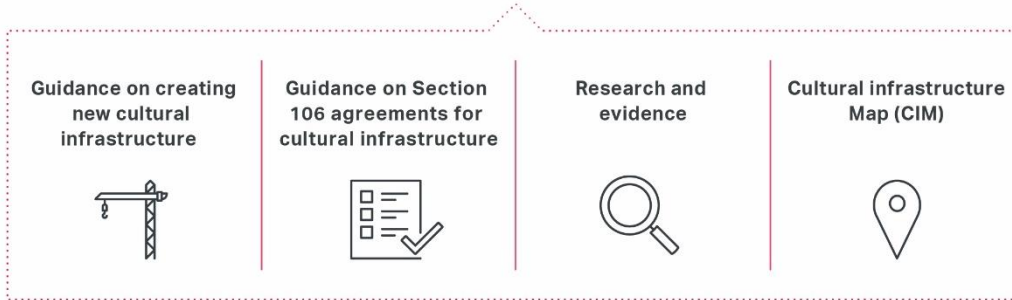 Guidance on creating
new cultural
infrastructure
Guidance on Section
106 agreements for
cultural infrastructure
Research and
evidence
Cultural infrastructure
Map (CIM)